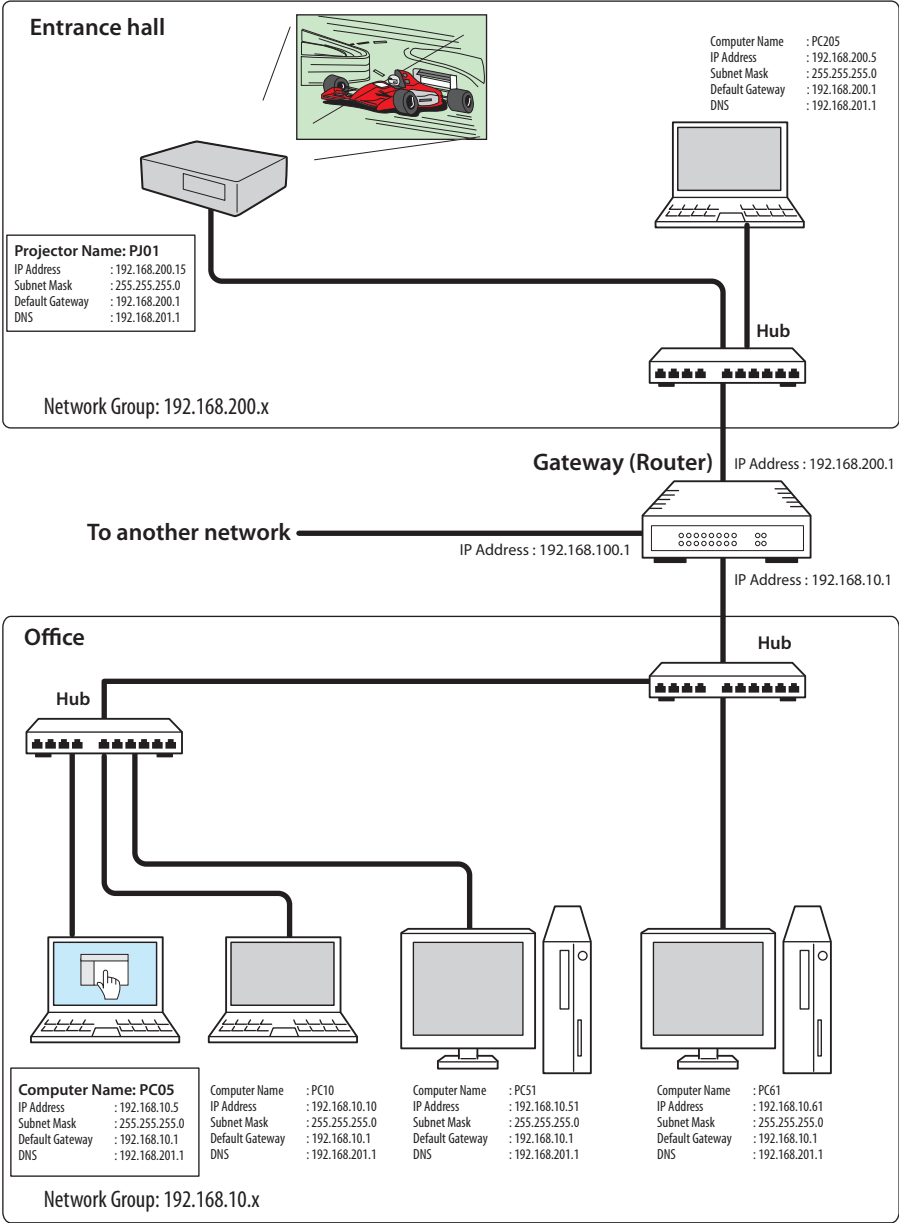 Entrance hall
Computer Name : PC205
IP Address : 192.168.200.5
Subnet Mask : 255.255.255.0
Default Gateway : 192.168.200.1
DNS : 192.168.201.1
Projector Name: PJ01
IP Address : 192.168.200.15
Subnet Mask : 255.255.255.0
Default Gateway : 192.168.200.1
DNS : 192.168.201.1
Hub
Network Group: 192.168.200.x
Gateway (Router)
IP Address : 192.168.200.1
To another network
IP Address : 192.168.100.1
IP Address : 192.168.10.1
Office
Hub
Hub
Computer Name: PC05
IP Address : 192.168.10.5
Subnet Mask : 255.255.255.0
Default Gateway : 192.168.10.1
DNS : 192.168.201.1
Computer Name : PC10
IP Address : 192.168.10.10
Subnet Mask : 255.255.255.0
Default Gateway : 192.168.10.1
DNS : 192.168.201.1
Computer Name : PC51
IP Address : 192.168.10.51
Subnet Mask : 255.255.255.0
Default Gateway : 192.168.10.1
DNS : 192.168.201.1
Computer Name : PC61
IP Address : 192.168.10.61
Subnet Mask : 255.255.255.0
Default Gateway : 192.168.10.1
DNS : 192.168.201.1
Network Group: 192.168.10.x